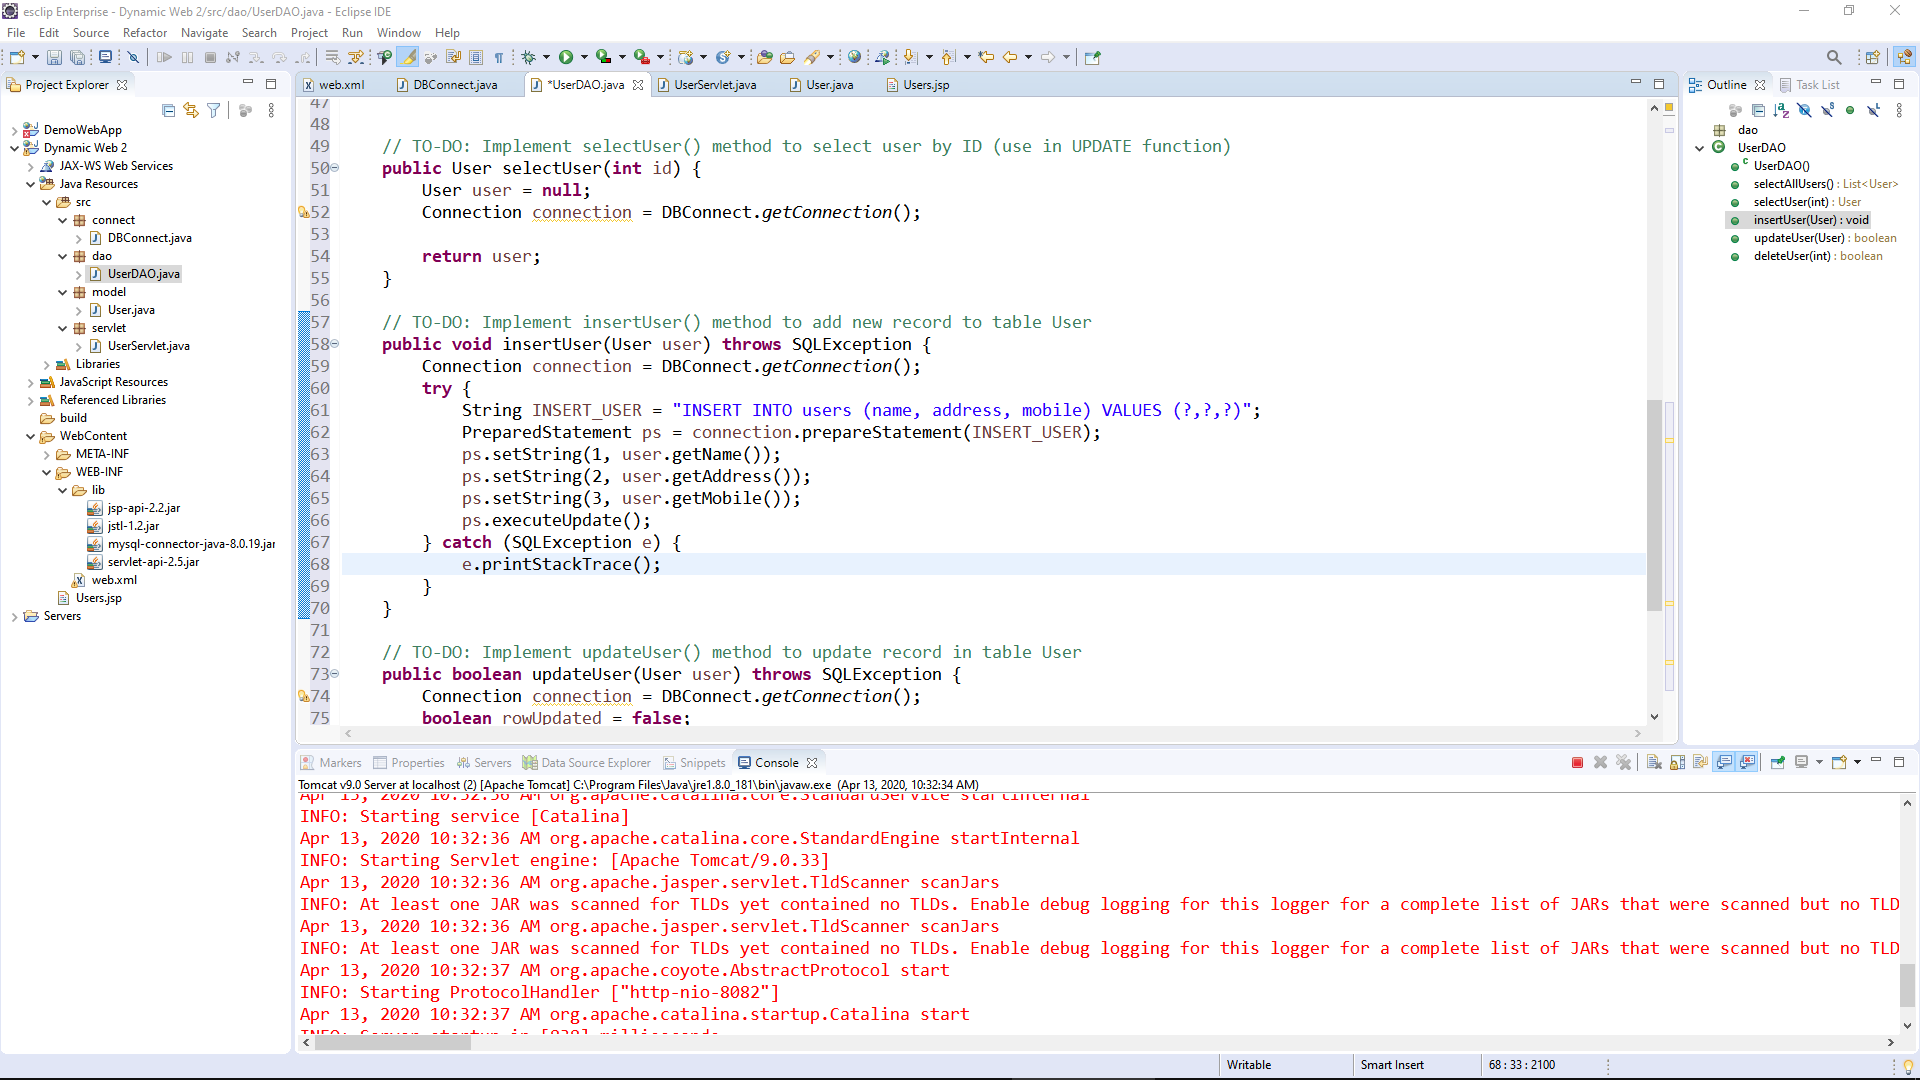 esclip Enterprise - Dynamic Web 2/src/dao/UserDAO.java - Eclipse IDE
File Edit Source Refactor Navigate Search Project Run Window Help
Project Explorer
DemoWebApp
Dynamic Web 2
JAX-WS Web Services
Java Resources
src
connect
DBConnect.java
dao
UserDAO.java
model
User.java
servlet
UserServlet.java
Libraries
JavaScript Resources
Referenced Libraries
build
WebContent
META-INF
WEB-INF
lib
jsp-api-2.2.jar
jstl-1.2.jar
mysql-connector-java-8.0.19.jar
servlet-api-2.5.jar
web.xml
Users.jsp
Servers
web.xml DBConnect.java *UserDAO.java UserServlet.java User.java Users.jsp
47
48
49 // TO-DO: Implement selectUser() method to select user by ID (use in UPDATE function)
50 public User selectUser(int id) {
51 User user = null;
52 Connection connection = DBConnect.getConnection();
53
54 return user;
55 }
56
57 // TO-DO: Implement insertUser() method to add new record to table User
58 public void insertUser(User user) throws SQLException {
59 Connection connection = DBConnect.getConnection();
60 try {
61 String INSERT_USER = "INSERT INTO users (name, address, mobile) VALUES (?,?,?)";
62 PreparedStatement ps = connection.prepareStatement(INSERT_USER);
63 ps.setString(1, user.getName());
64 ps.setString(2, user.getAddress());
65 ps.setString(3, user.getMobile());
66 ps.executeUpdate();
67 } catch (SQLException e) {
68 e.printStackTrace();
69 }
70 }
71
72 // TO-DO: Implement updateUser() method to update record in table User
73 public boolean updateUser(User user) throws SQLException {
74 Connection connection = DBConnect.getConnection();
75 boolean rowUpdated = false;
Outline Task List
dao
UserDAO
UserDAO()
selectAllUsers() : List<User>
selectUser(int) : User
insertUser(User) : void
updateUser(User) : boolean
deleteUser(int) : boolean
Markers Properties Servers Data Source Explorer Snippets Console
Tomcat v9.0 Server at localhost (2) [Apache Tomcat] C:\Program Files\Java\jre1.8.0_181\bin\javaw.exe (Apr 13, 2020, 10:32:34 AM)
Apr 13, 2020 10:32:36 AM org.apache.catalina.core.StandardService startInternal
INFO: Starting service [Catalina]
Apr 13, 2020 10:32:36 AM org.apache.catalina.core.StandardEngine startInternal
INFO: Starting Servlet engine: [Apache Tomcat/9.0.33]
Apr 13, 2020 10:32:36 AM org.apache.jasper.servlet.TldScanner scanJars
INFO: At least one JAR was scanned for TLDs yet contained no TLDs. Enable debug logging for this logger for a complete list of JARs that were scanned but no TLD
Apr 13, 2020 10:32:36 AM org.apache.jasper.servlet.TldScanner scanJars
INFO: At least one JAR was scanned for TLDs yet contained no TLDs. Enable debug logging for this logger for a complete list of JARs that were scanned but no TLD
Apr 13, 2020 10:32:37 AM org.apache.coyote.AbstractProtocol start
INFO: Starting ProtocolHandler ["http-nio-8082"]
Apr 13, 2020 10:32:37 AM org.apache.catalina.startup.Catalina start
INFO: Server startup in milliseconds
Writable Smart Insert 68 : 33 : 2100